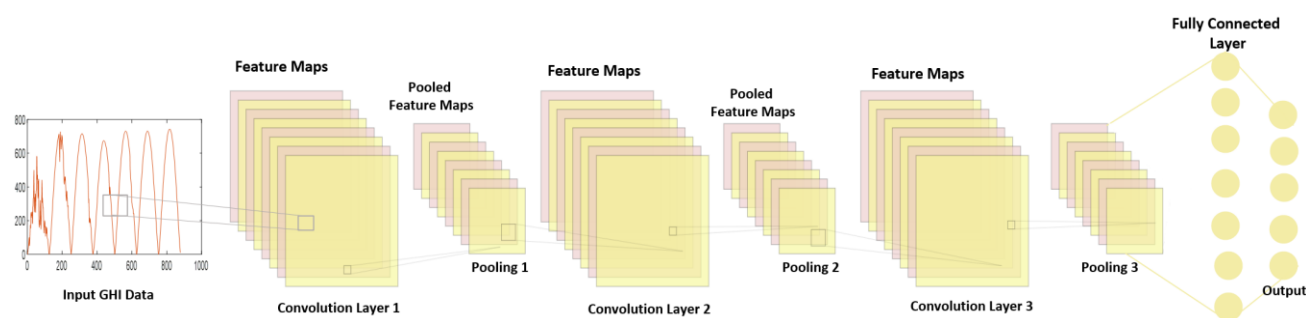 Fully Connected
Layer
Feature Maps
Feature Maps
Feature Maps
Pooled
Feature Maps
Pooled
Feature Maps
800
600
400
200
0
0 200 400 600 800 1000
Input GHI Data
Convolution Layer 1
Pooling 1
Convolution Layer 2
Pooling 2
Convolution Layer 3
Pooling 3
Output